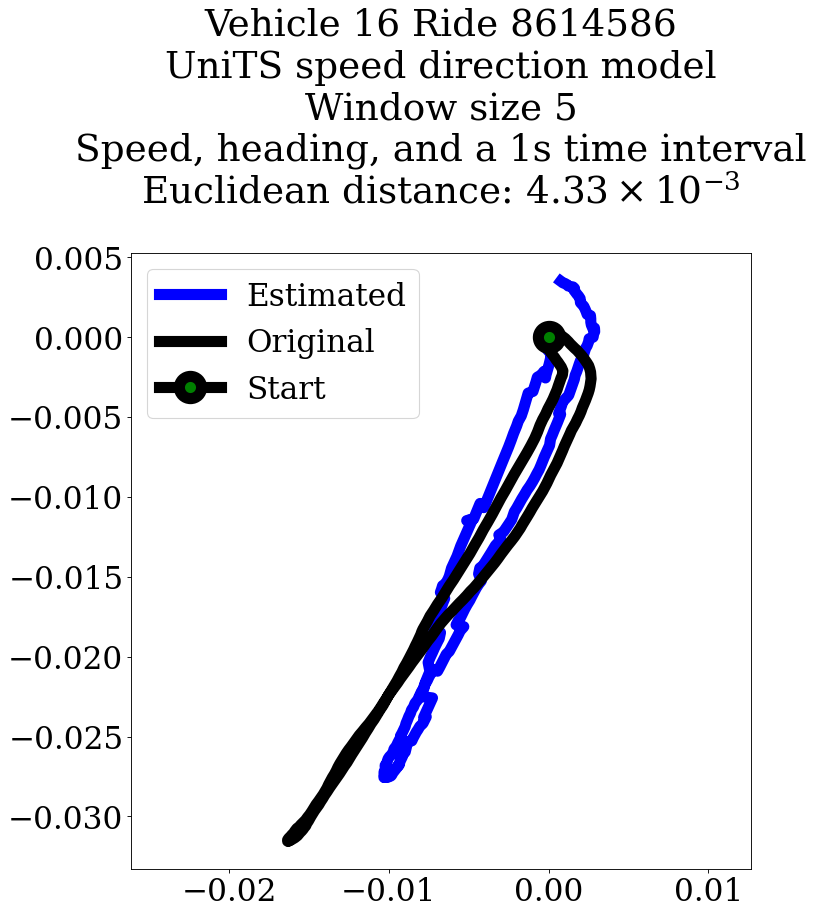 Vehicle 16 Ride 8614586
UniTS speed direction model
Window size 5
Speed, heading, and a 1s time interval
Euclidean distance: 4.33 × 10⁻³
0.005
0.000
−0.005
−0.010
−0.015
−0.020
−0.025
−0.030
Estimated
Original
Start
−0.02
−0.01
0.00
0.01